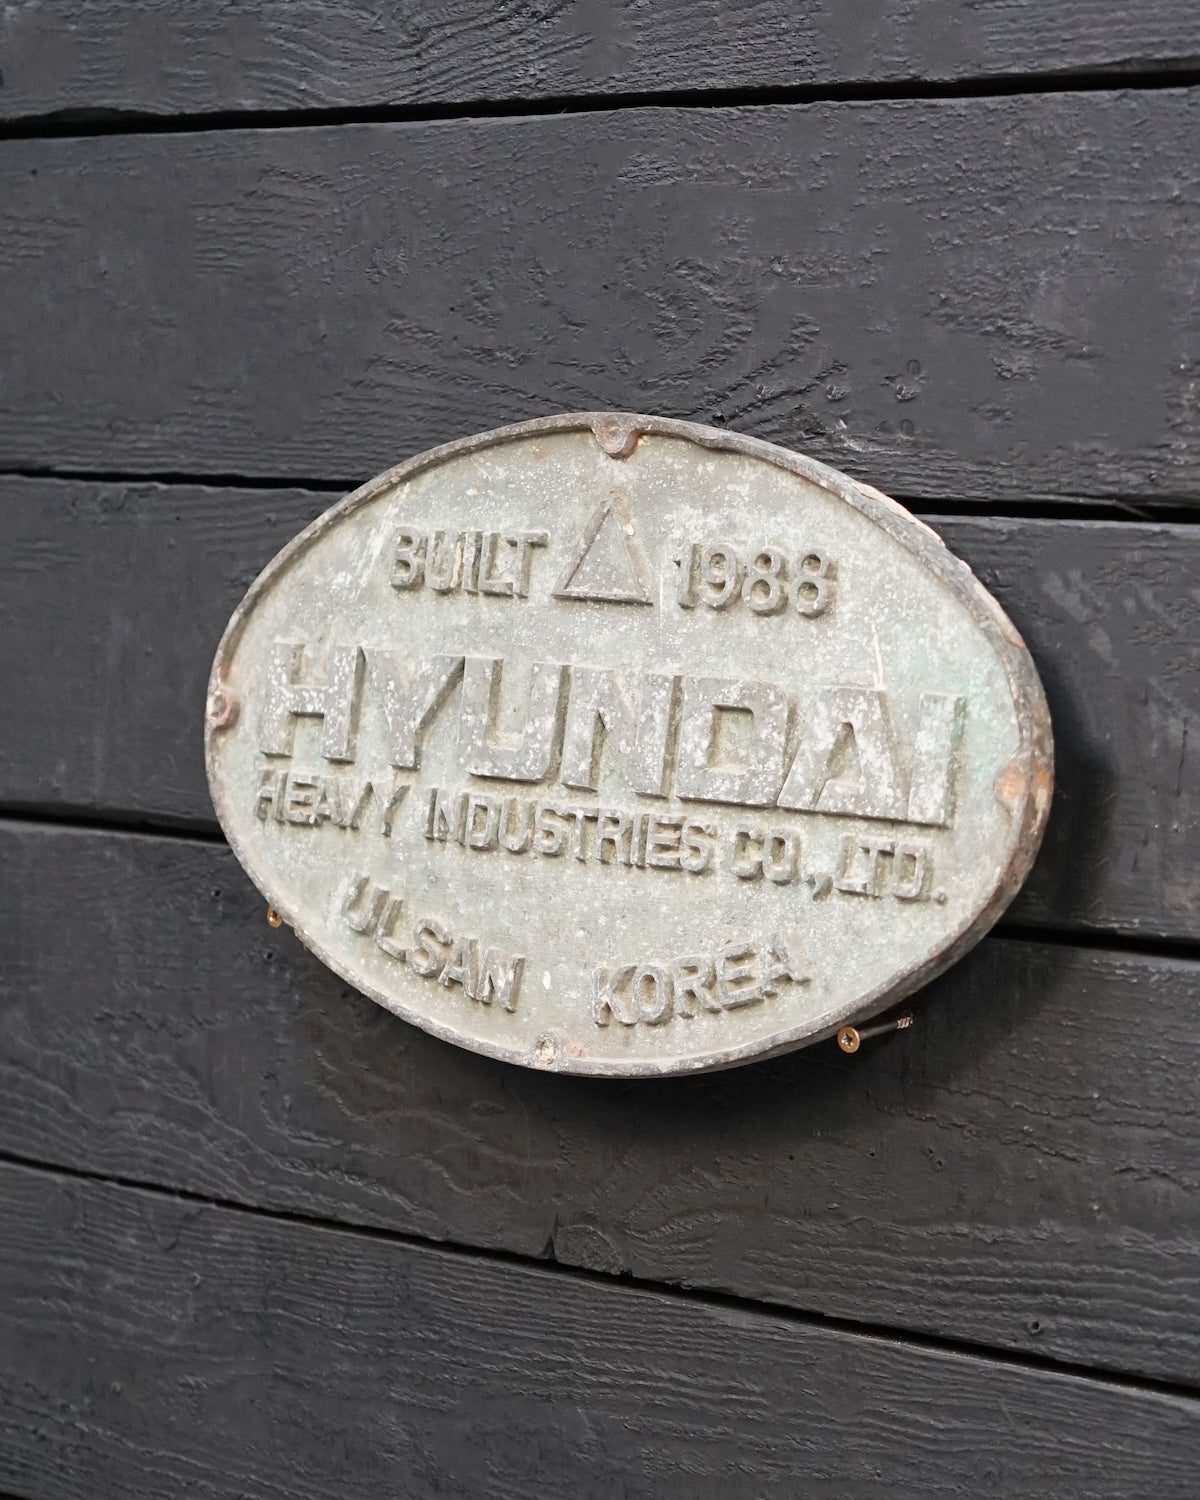 BUILT 1988
HYUNDAI
HEAVY INDUSTRIES CO., LTD.
ULSAN KOREA